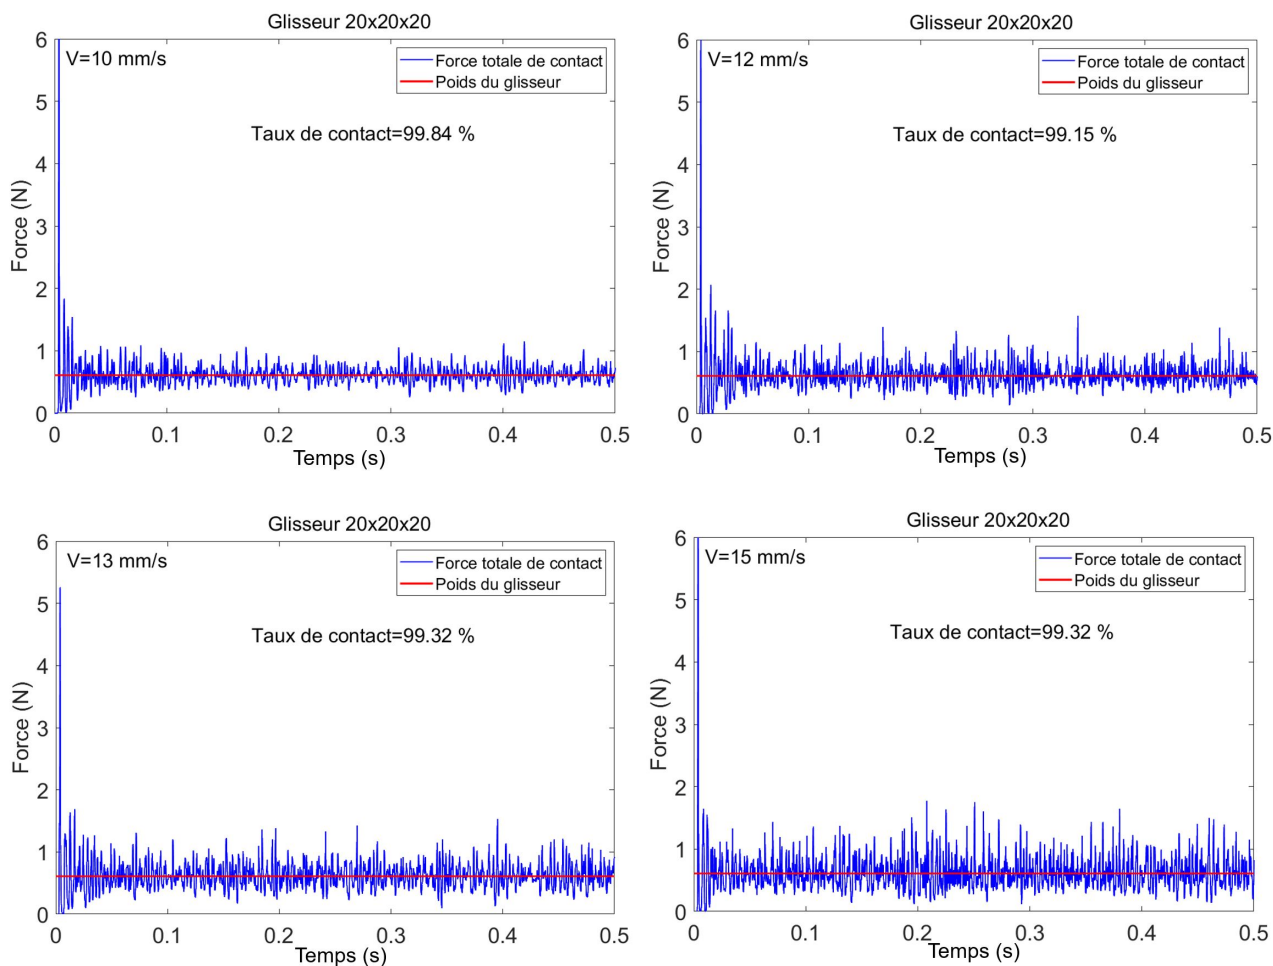 Glisseur 20x20x20
V=10 mm/s
Force totale de contact
Poids du glisseur
Taux de contact=99.84 %
Force (N)
6
5
4
3
2
1
0
0 0.1 0.2 0.3 0.4 0.5
Temps (s)
Glisseur 20x20x20
V=12 mm/s
Force totale de contact
Poids du glisseur
Taux de contact=99.15 %
Force (N)
6
5
4
3
2
1
0
0 0.1 0.2 0.3 0.4 0.5
Temps (s)
Glisseur 20x20x20
V=13 mm/s
Force totale de contact
Poids du glisseur
Taux de contact=99.32 %
Force (N)
6
5
4
3
2
1
0
0 0.1 0.2 0.3 0.4 0.5
Temps (s)
Glisseur 20x20x20
V=15 mm/s
Force totale de contact
Poids du glisseur
Taux de contact=99.32 %
Force (N)
6
5
4
3
2
1
0
0 0.1 0.2 0.3 0.4 0.5
Temps (s)